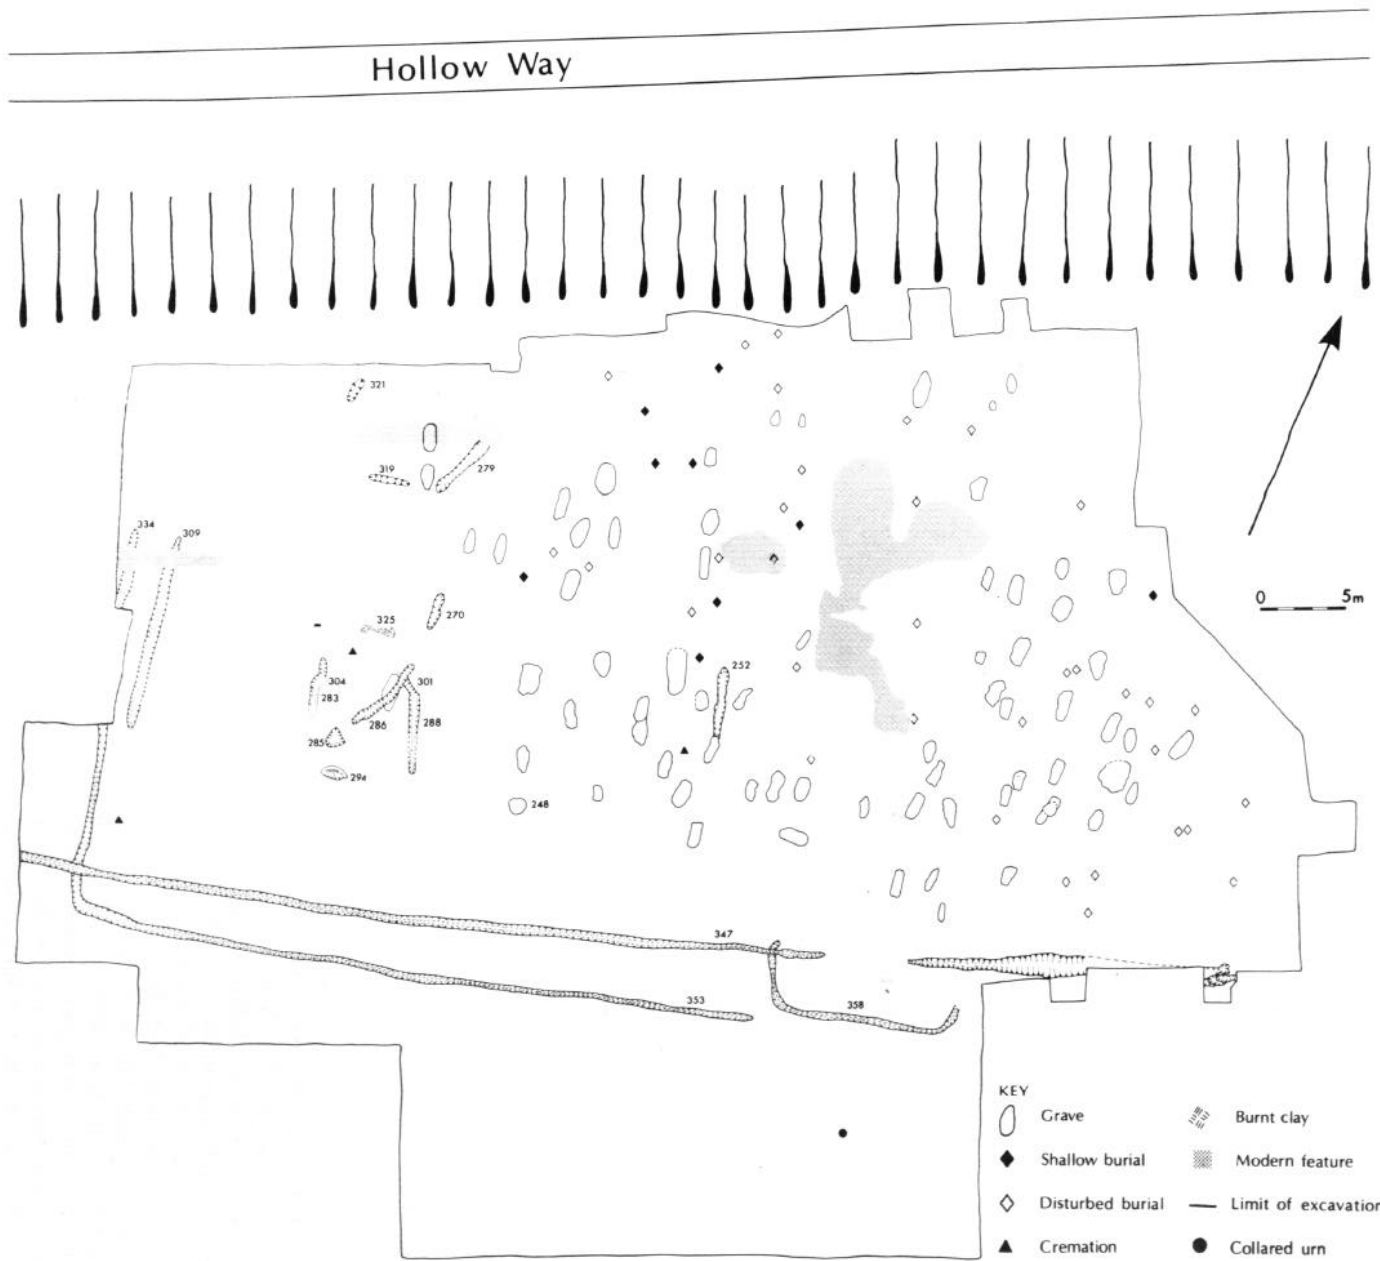 Hollow Way
321
319
279
334
309
270
325
304
283
301
286
288
285
294
252
248
0 5m
347
353
358
KEY
Grave
Burnt clay
Shallow burial
Modern feature
Disturbed burial
Limit of excavation
Cremation
Collared urn